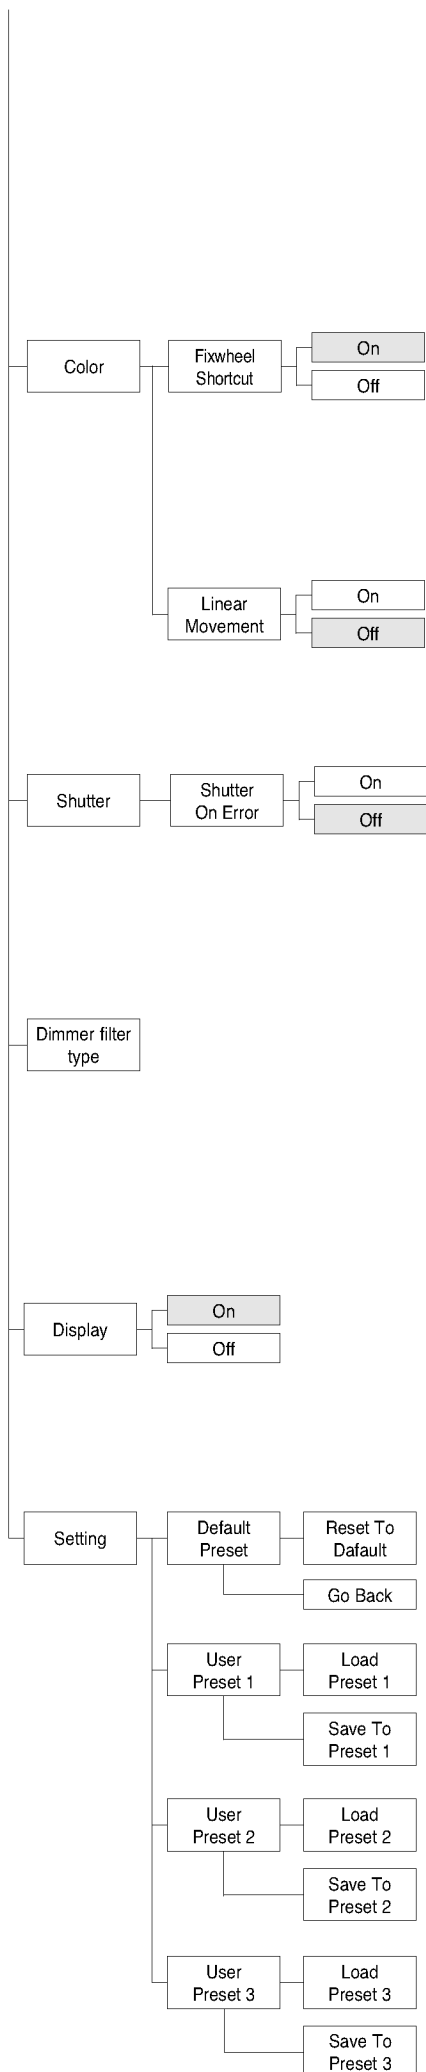 Color
Fixwheel
Shortcut
On
Off
Linear
Movement
On
Off
Shutter
Shutter
On Error
On
Off
Dimmer filter
type
Display
On
Off
Setting
Default
Preset
Reset To
Dafault
Go Back
User
Preset 1
Load
Preset 1
Save To
Preset 1
User
Preset 2
Load
Preset 2
Save To
Preset 2
User
Preset 3
Load
Preset 3
Save To
Preset 3